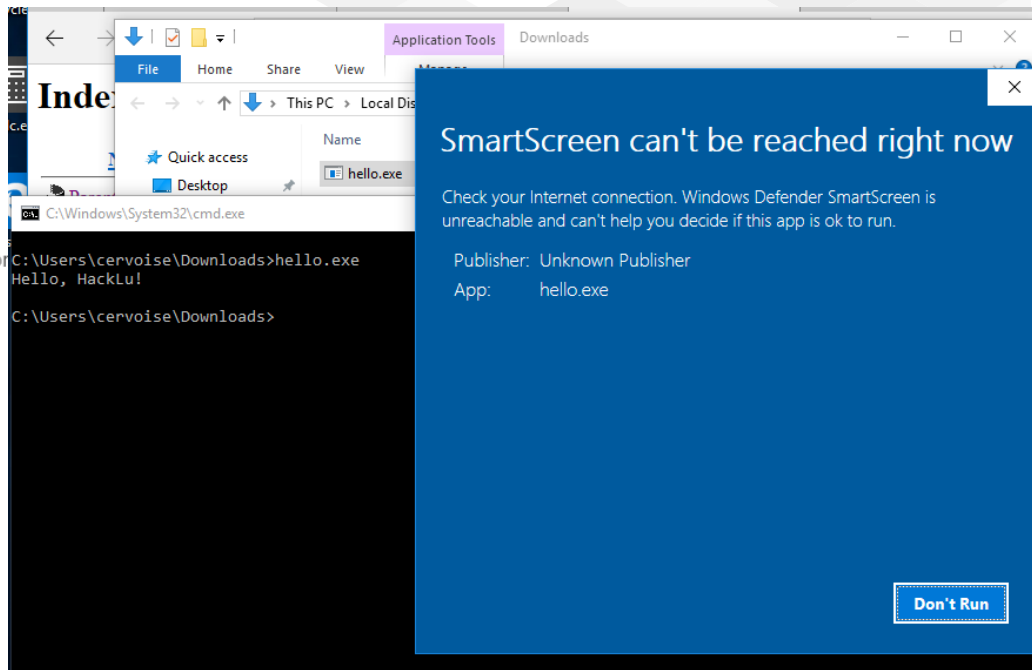 Application Tools
Downloads
File
Home
Share
View
Manage
This PC > Local Dis
Name
Quick access
hello.exe
Desktop
C:\Windows\System32\cmd.exe
C:\Users\cervoise\Downloads>hello.exe
Hello, HackLu!
C:\Users\cervoise\Downloads>
SmartScreen can't be reached right now
Check your Internet connection. Windows Defender SmartScreen is
unreachable and can't help you decide if this app is ok to run.
Publisher: Unknown Publisher
App: hello.exe
Don't Run